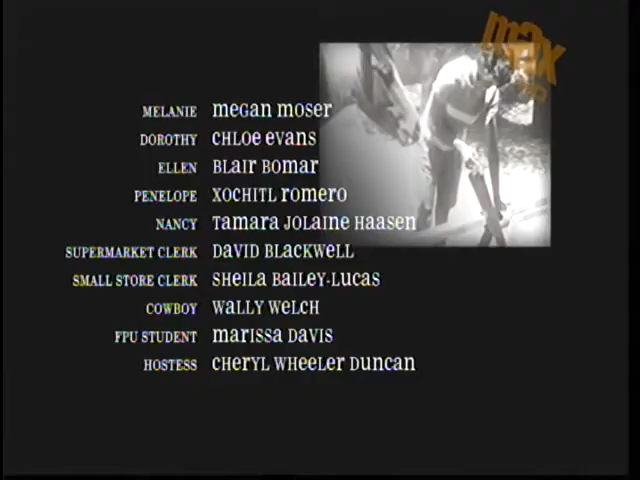 max
MELANIE megan moser
DOROTHY CHLOE evans
ELLEN BLAIR BOMAR
PENELOPE XOCHITL romero
NANCY Tamara JOLAINE HAASEN
SUPERMARKET CLERK DAVID BLACKWELL
SMALL STORE CLERK SHEILA BAILEY-LUCAS
COWBOY WALLY WELCH
FPU STUDENT marissa DAVIS
HOSTESS CHERYL WHEELER DUNCAN